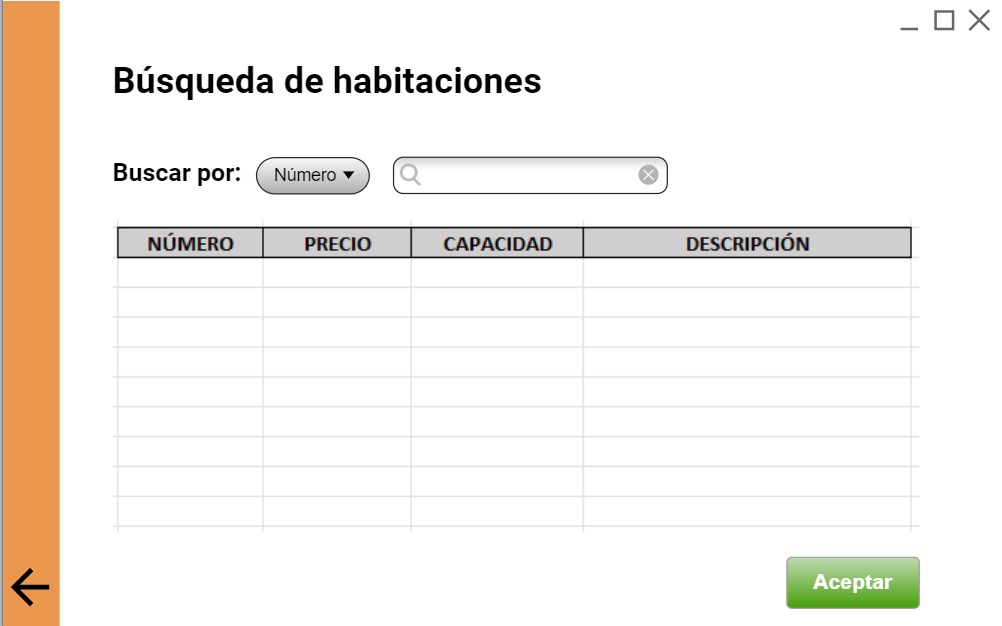 Búsqueda de habitaciones
Buscar por: Número
NÚMERO PRECIO CAPACIDAD DESCRIPCIÓN
Aceptar